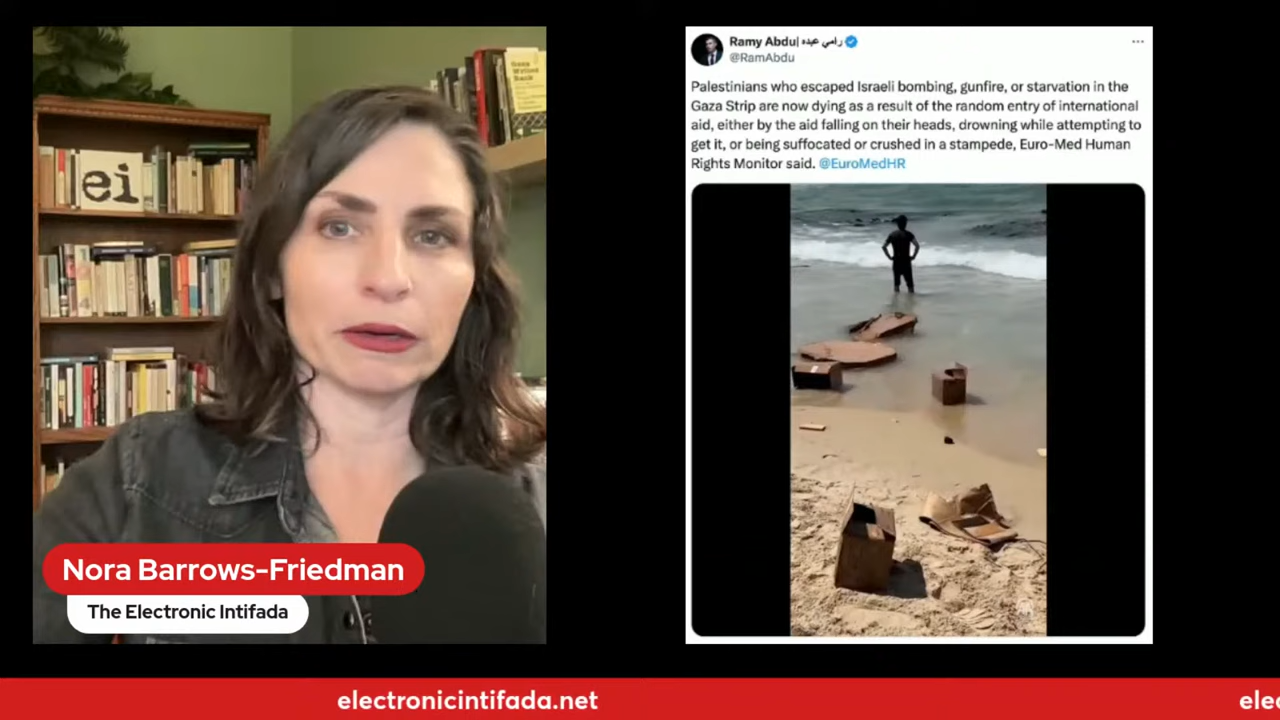 ei
Nora Barrows-Friedman
The Electronic Intifada
Ramy Abdu| رامي عبده
@RamAbdu
Palestinians who escaped Israeli bombing, gunfire, or starvation in the
Gaza Strip are now dying as a result of the random entry of international
aid, either by the aid falling on their heads, drowning while attempting to
get it, or being suffocated or crushed in a stampede, Euro-Med Human
Rights Monitor said. @EuroMedHR
electronicintifada.net
elec